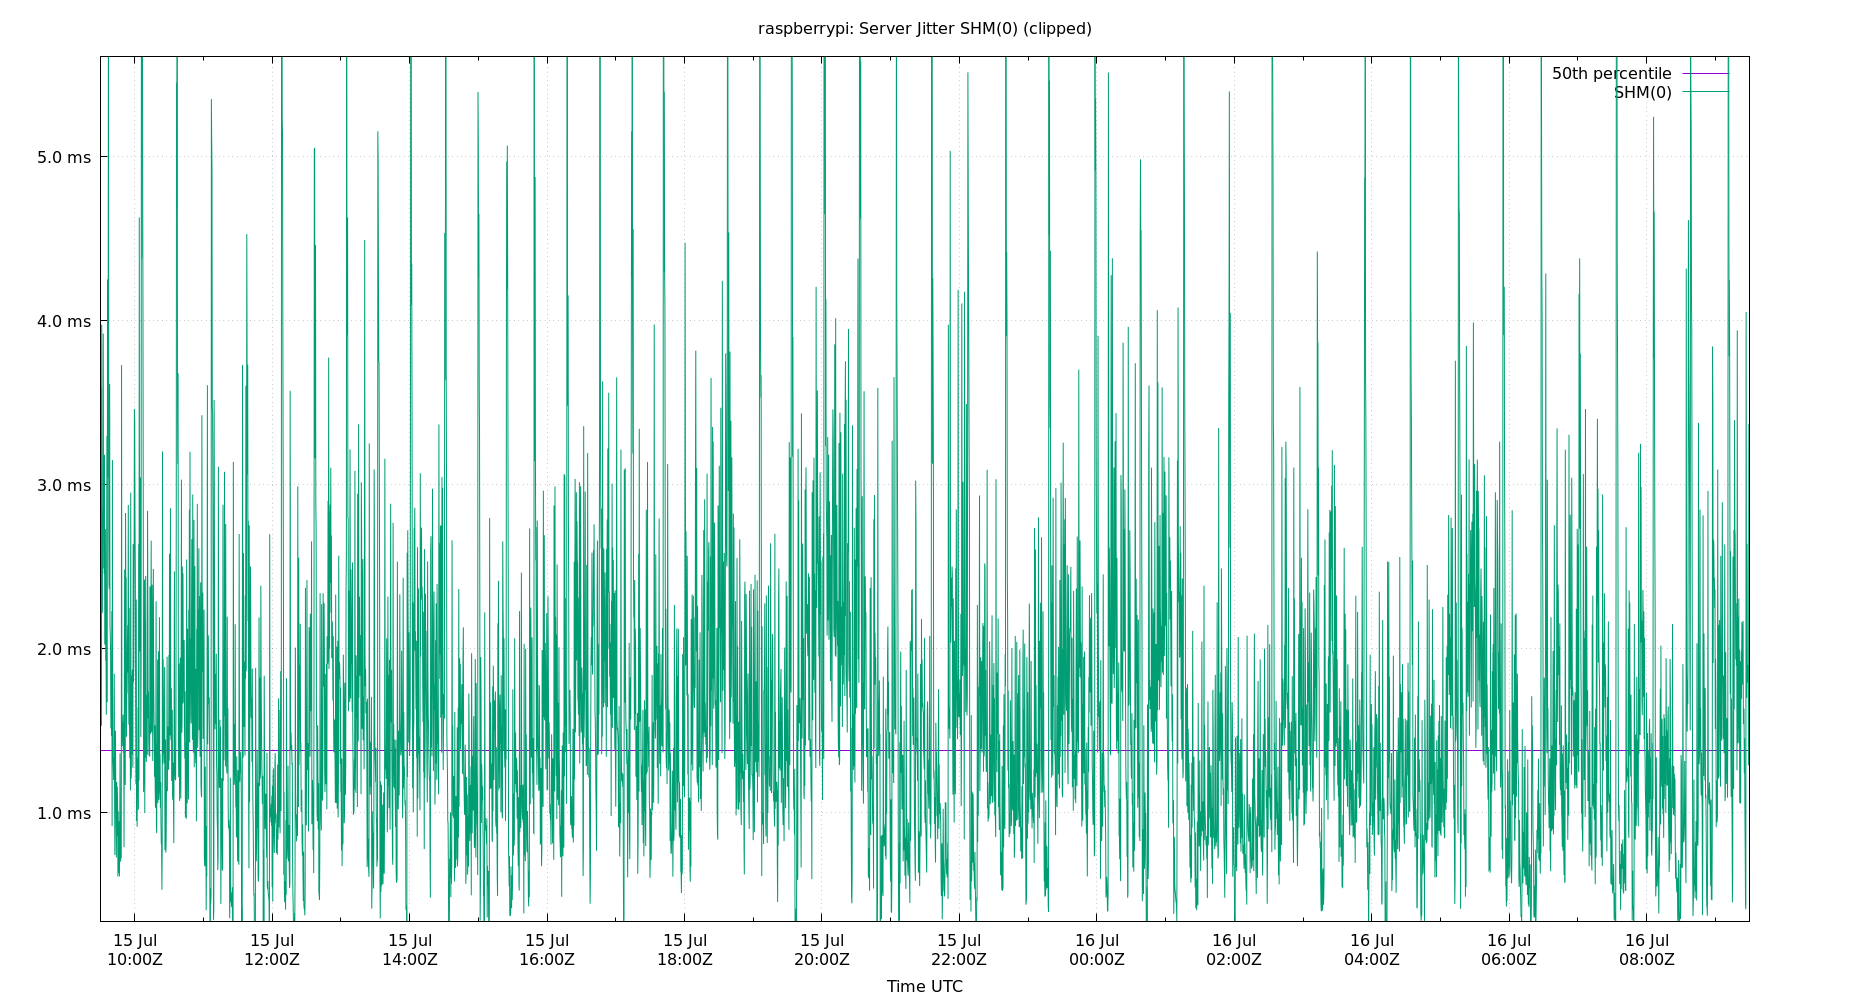 raspberrypi: Server Jitter SHM(0) (clipped)
50th percentile
SHM(0)
5.0 ms
4.0 ms
3.0 ms
2.0 ms
1.0 ms
15 Jul 15 Jul 15 Jul 15 Jul 15 Jul 15 Jul 15 Jul 16 Jul 16 Jul 16 Jul 16 Jul 16 Jul
10:00Z 12:00Z 14:00Z 16:00Z 18:00Z 20:00Z 22:00Z 00:00Z 02:00Z 04:00Z 06:00Z 08:00Z
Time UTC